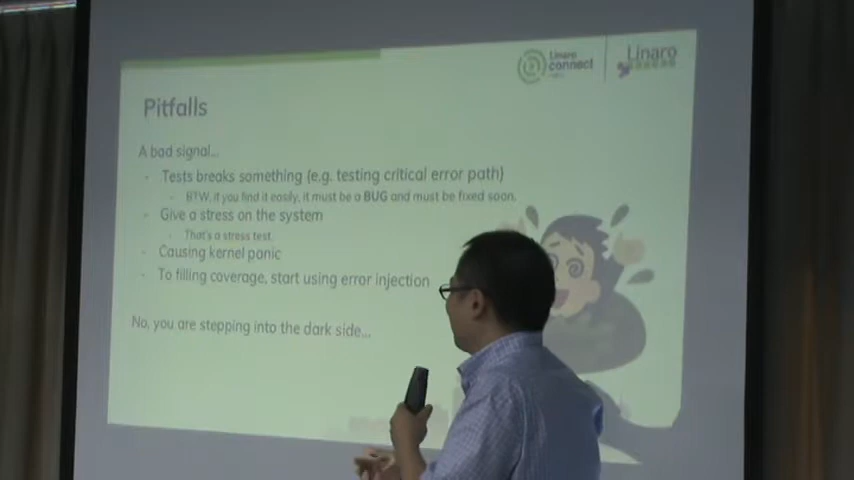 Linaro
connect
Linaro
Pitfalls
A bad signal...
- Tests breaks something (e.g. testing critical error path)
- BTW, if you find it easily, it must be a BUG and must be fixed soon.
- Give a stress on the system
- That's a stress test.
- Causing kernel panic
- To filling coverage, start using error injection
No, you are stepping into the dark side...